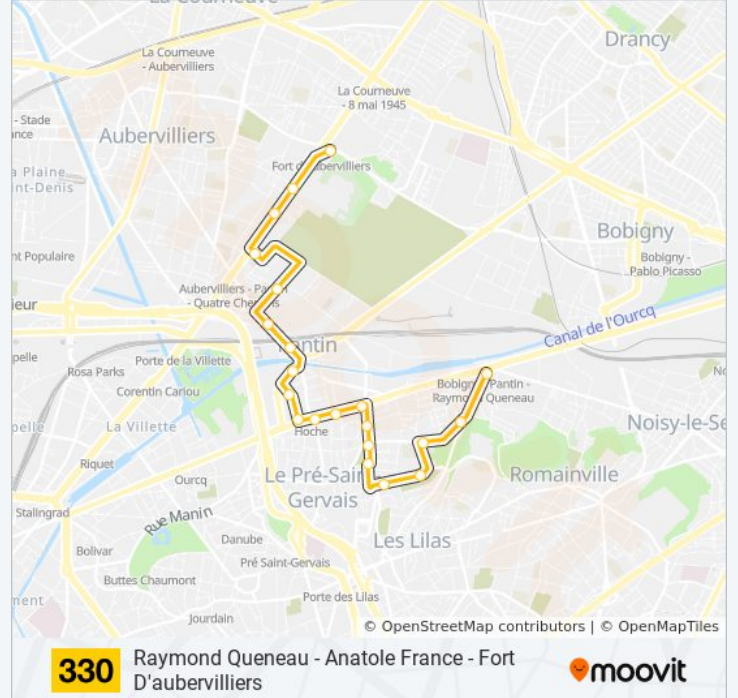 La Courneuve
Drancy
La Courneuve
- Aubervilliers
La Courneuve
- 8 mai 1945
- Stade
Aubervilliers
a Plaine
int-Denis
Fort d'Aubervilliers
Bobigny
nt Populaire
Bobigny -
Pablo Picasso
Aubervilliers - Pantin
- Quatre Chemins
ieur
Canal de l'Ourcq
Pantin
pelle
Rosa Parks
Porte de la Villette
Corentin Cariou
Bobigny - Pantin -
Raymond Queneau
pelle
La Villette
Hoche
Noisy-le-Se
Riquet
Ourcq
Le Pré-Saint-
Gervais
Romainville
Stalingrad
Rue Manin
Danube
Les Lilas
Bolivar
Pré Saint-Gervais
Buttes Chaumont
ment
Porte des Lilas
Jourdain
© OpenStreetMap contributors | © OpenMapTiles
330
Raymond Queneau - Anatole France - Fort
D'aubervilliers
moovit